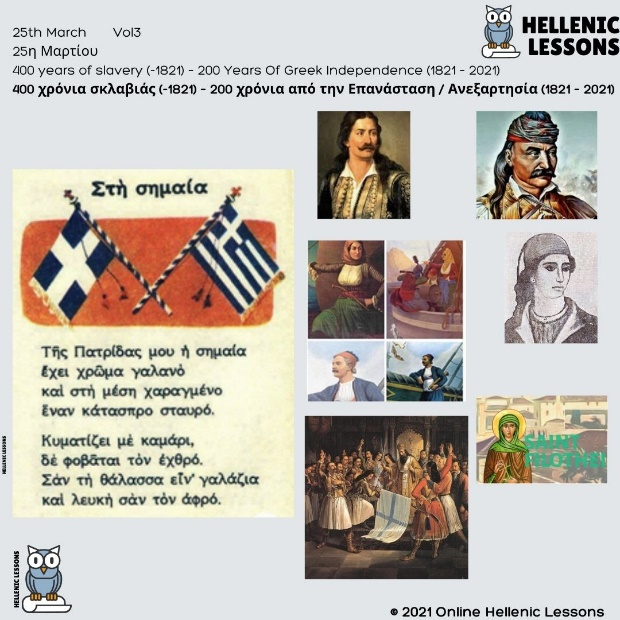 25th March Vol3
25η Μαρτίου
400 years of slavery (-1821) - 200 Years Of Greek Independence (1821 - 2021)
400 χρόνια σκλαβιάς (-1821) - 200 χρόνια από την Επανάσταση / Ανεξαρτησία (1821 - 2021)
HELLENIC
LESSONS
Στὴ σημαία
Τῆς Πατρίδας μου ἡ σημαία
ἔχει χρῶμα γαλανὸ
καὶ στὴ μέση χαραγμένο
ἕναν κάτασπρο σταυρό.
Κυματίζει μὲ καμάρι,
δὲ φοβᾶται τὸν ἐχθρό.
Σὰν τὴ θάλασσα εἶν' γαλάζια
καὶ λευκὴ σὰν τὸν ἀφρό.
SAINT
FILOTHEI
HELLENIC LESSONS
HELLENIC LESSONS
© 2021 Online Hellenic Lessons